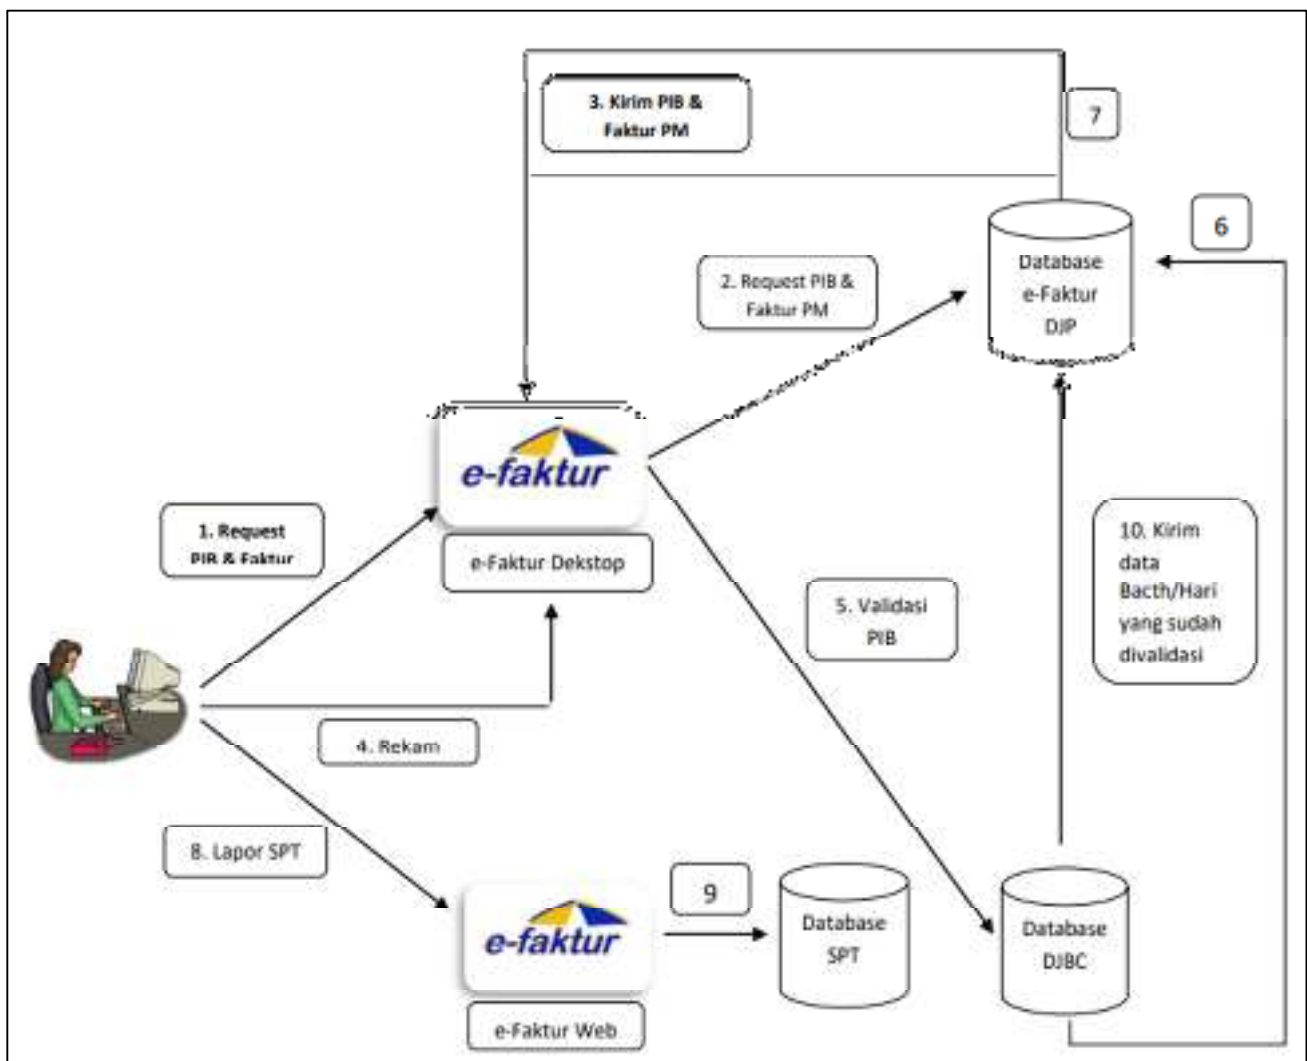 3. Kirim PIB &
Faktur PM
7
6
Database
e-Faktur
DJP
2. Request PIB &
Faktur PM
e-faktur
1. Request
PIB & Faktur
e-Faktur Dekstop
10. Kirim
data
Bacth/Hari
yang sudah
divalidasi
5. Validasi
PIB
4. Rekam
8. Lapor SPT
9
Database
SPT
Database
DJBC
e-faktur
e-Faktur Web